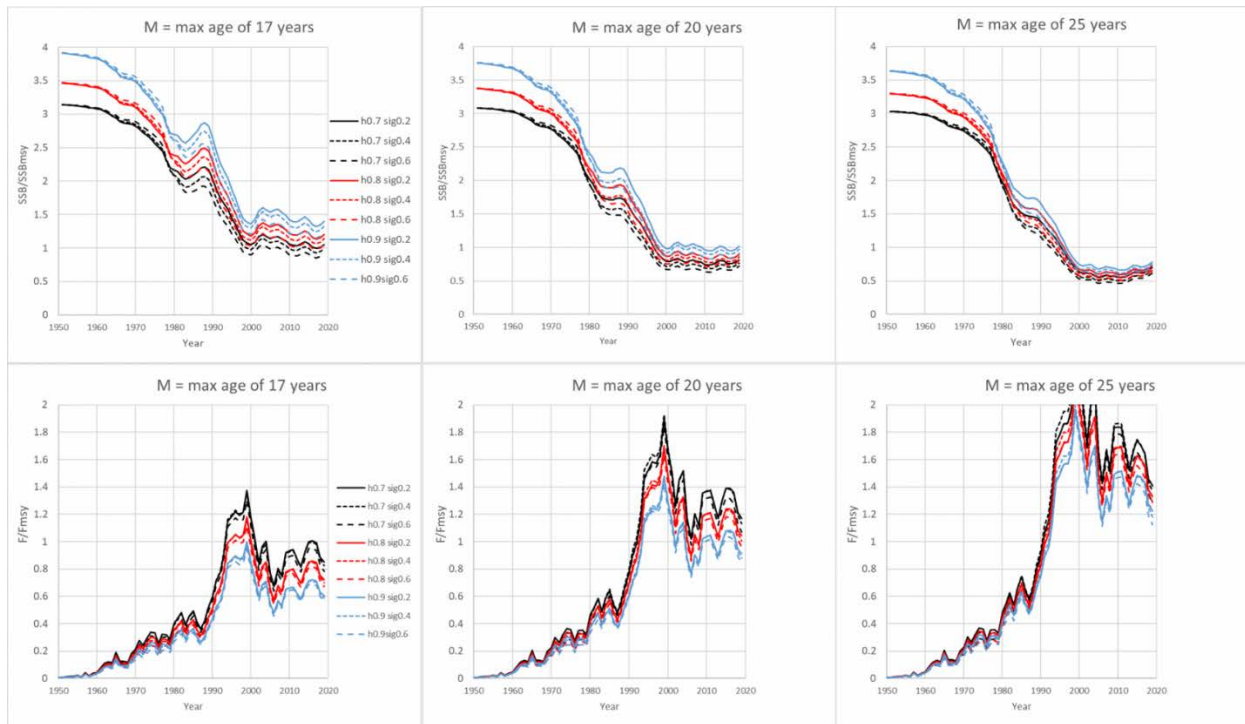 M = max age of 17 years
4
3.5
3
2.5
2
1.5
1
0.5
0
SSB/SSBmsy
1950 1960 1970 1980 1990 2000 2010 2020
Year
h0.7 sig0.2
h0.7 sig0.4
h0.7 sig0.6
h0.8 sig0.2
h0.8 sig0.4
h0.8 sig0.6
h0.9 sig0.2
h0.9 sig0.4
h0.9sig0.6
M = max age of 20 years
4
3.5
3
2.5
2
1.5
1
0.5
0
SSB/SSBmsy
1950 1960 1970 1980 1990 2000 2010 2020
Year
M = max age of 25 years
4
3.5
3
2.5
2
1.5
1
0.5
0
SSB/SSBmsy
1950 1960 1970 1980 1990 2000 2010 2020
Year
M = max age of 17 years
2
1.8
1.6
1.4
1.2
1
0.8
0.6
0.4
0.2
0
F/Fmsy
1950 1960 1970 1980 1990 2000 2010 2020
Year
h0.7 sig0.2
h0.7 sig0.4
h0.7 sig0.6
h0.8 sig0.2
h0.8 sig0.4
h0.8 sig0.6
h0.9 sig0.2
h0.9 sig0.4
h0.9sig0.6
M = max age of 20 years
2
1.8
1.6
1.4
1.2
1
0.8
0.6
0.4
0.2
0
F/Fmsy
1950 1960 1970 1980 1990 2000 2010 2020
Year
M = max age of 25 years
2
1.8
1.6
1.4
1.2
1
0.8
0.6
0.4
0.2
0
F/Fmsy
1950 1960 1970 1980 1990 2000 2010 2020
Year